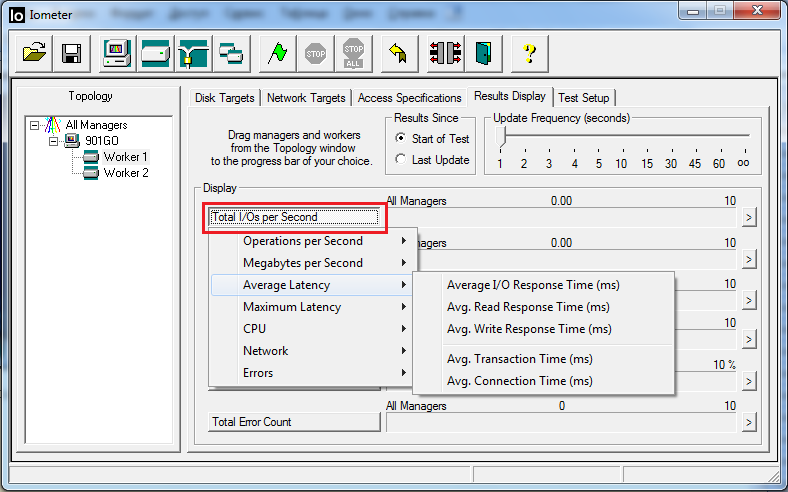 Iometer
STOP
STOP
ALL
?
Topology
All Managers
901GO
Worker 1
Worker 2
Disk Targets
Network Targets
Access Specifications
Results Display
Test Setup
Drag managers and workers
from the Topology window
to the progress bar of your choice.
Results Since
Start of Test
Last Update
Update Frequency (seconds)
1 2 3 4 5 10 15 30 45 60 oo
Display
All Managers 0.00 10
Total I/Os per Second
>
nagers 0.00 10
>
10
>
10
>
10 %
>
Operations per Second
Megabytes per Second
Average Latency
Maximum Latency
CPU
Network
Errors
Average I/O Response Time (ms)
Avg. Read Response Time (ms)
Avg. Write Response Time (ms)
Avg. Transaction Time (ms)
Avg. Connection Time (ms)
All Managers 0 10
Total Error Count
>